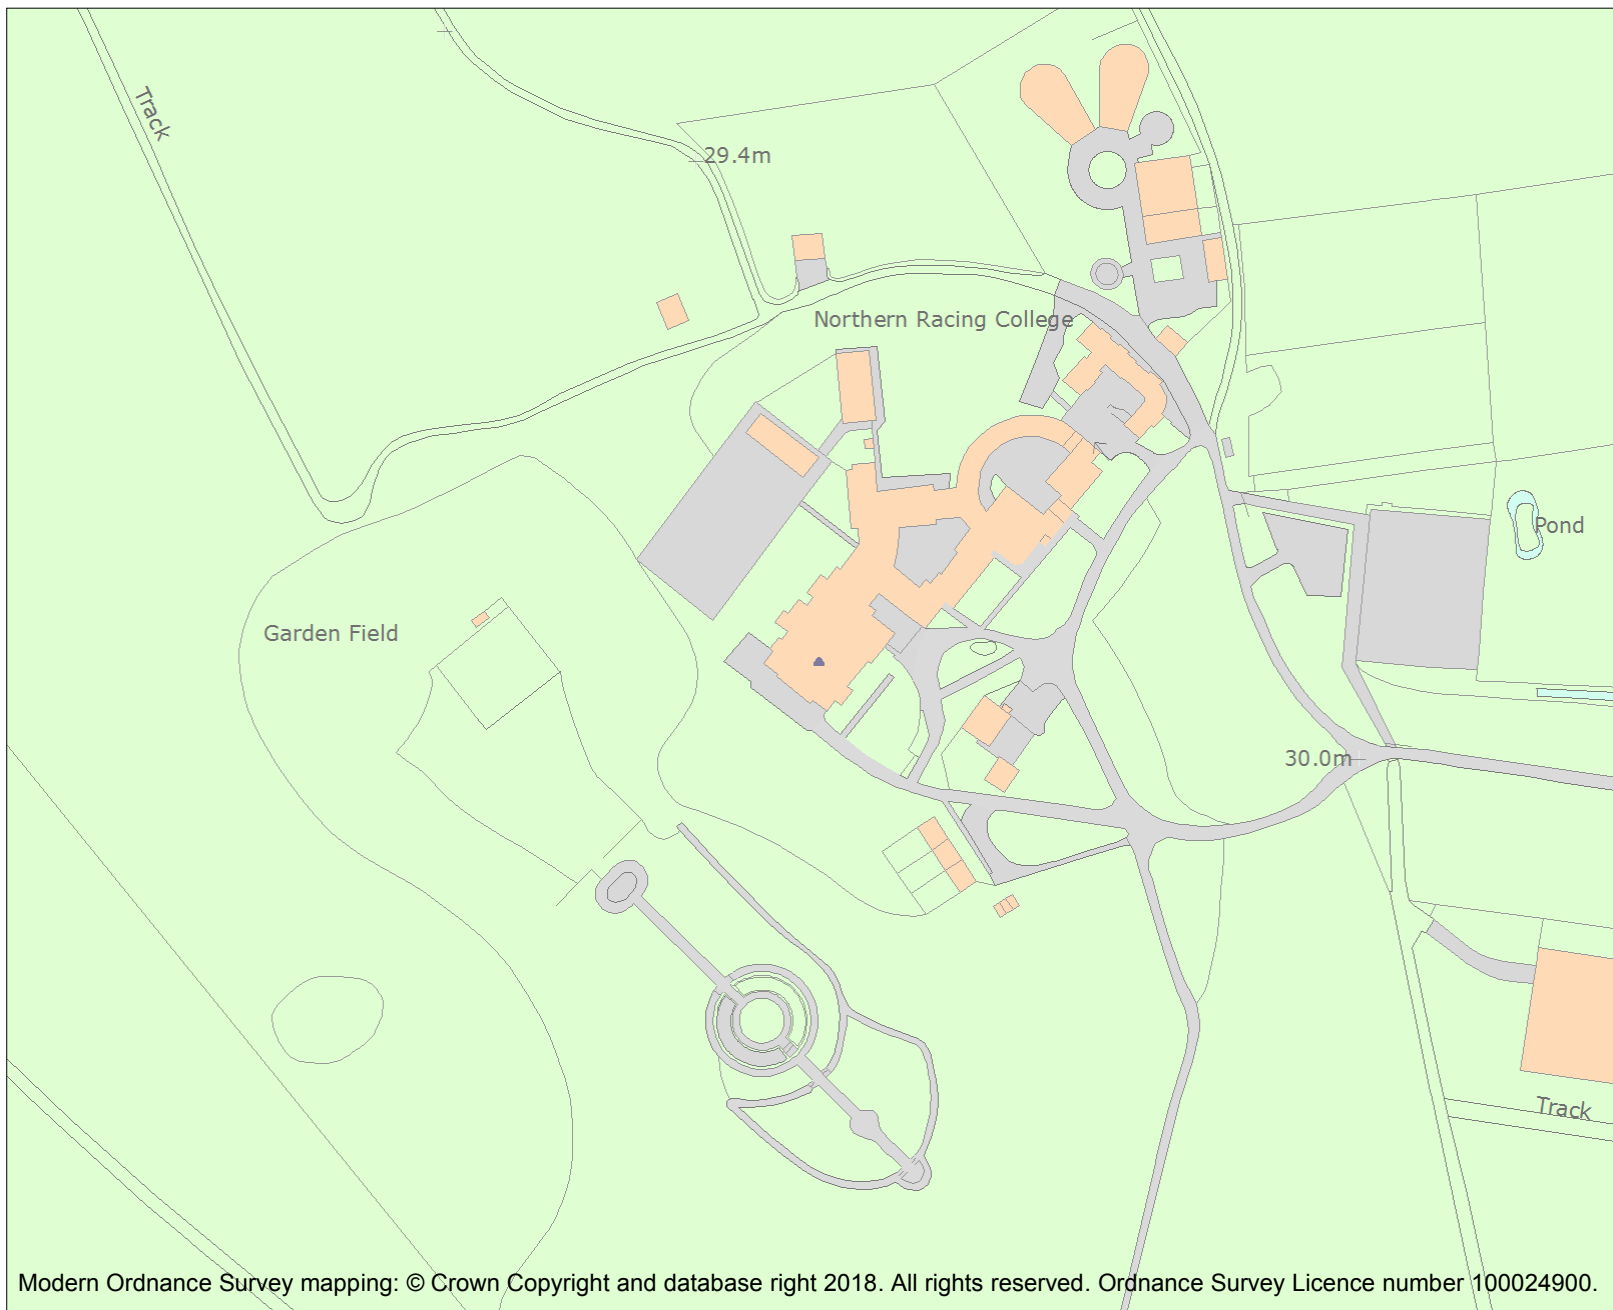 Track
29.4m
Northern Racing College
Pond
Garden Field
30.0m
Track
Modern Ordnance Survey mapping: © Crown Copyright and database right 2018. All rights reserved. Ordnance Survey Licence number 100024900.